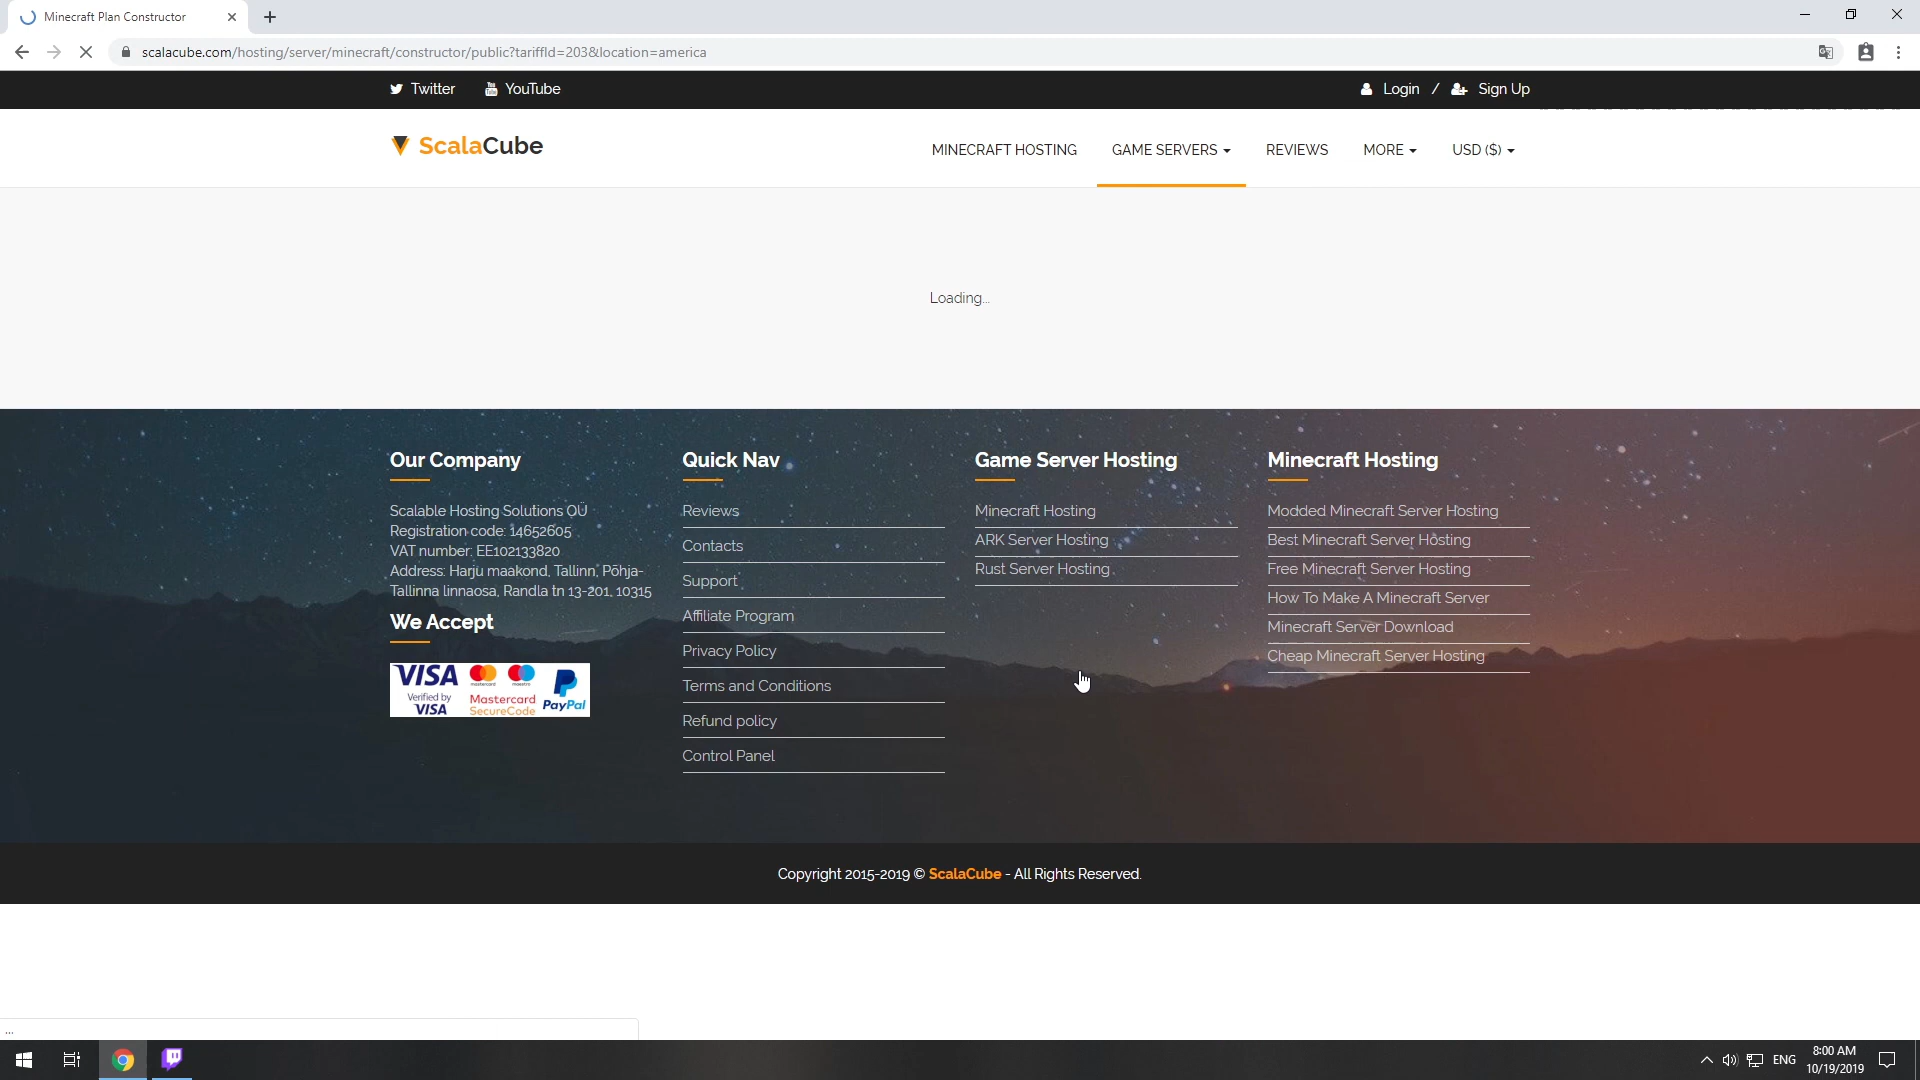 Minecraft Plan Constructor
scalacube.com/hosting/server/minecraft/constructor/public?tariffId=203&location=america
Twitter YouTube Login / Sign Up
ScalaCube MINECRAFT HOSTING GAME SERVERS REVIEWS MORE USD ($)
Loading...
Our Company
Scalable Hosting Solutions OÜ
Registration code: 14652605
VAT number: EE102133820
Address: Harju maakond, Tallinn, Põhja-
Tallinna linnaosa, Randla tn 13-201, 10315
We Accept
VISA
Verified by
VISA
mastercard
maestro
Mastercard
SecureCode
PayPal
Quick Nav
Reviews
Contacts
Support
Affiliate Program
Privacy Policy
Terms and Conditions
Refund policy
Control Panel
Game Server Hosting
Minecraft Hosting
ARK Server Hosting
Rust Server Hosting
Minecraft Hosting
Modded Minecraft Server Hosting
Best Minecraft Server Hosting
Free Minecraft Server Hosting
How To Make A Minecraft Server
Minecraft Server Download
Cheap Minecraft Server Hosting
Copyright 2015-2019 © ScalaCube - All Rights Reserved.
...
ENG
8:00 AM
10/19/2019